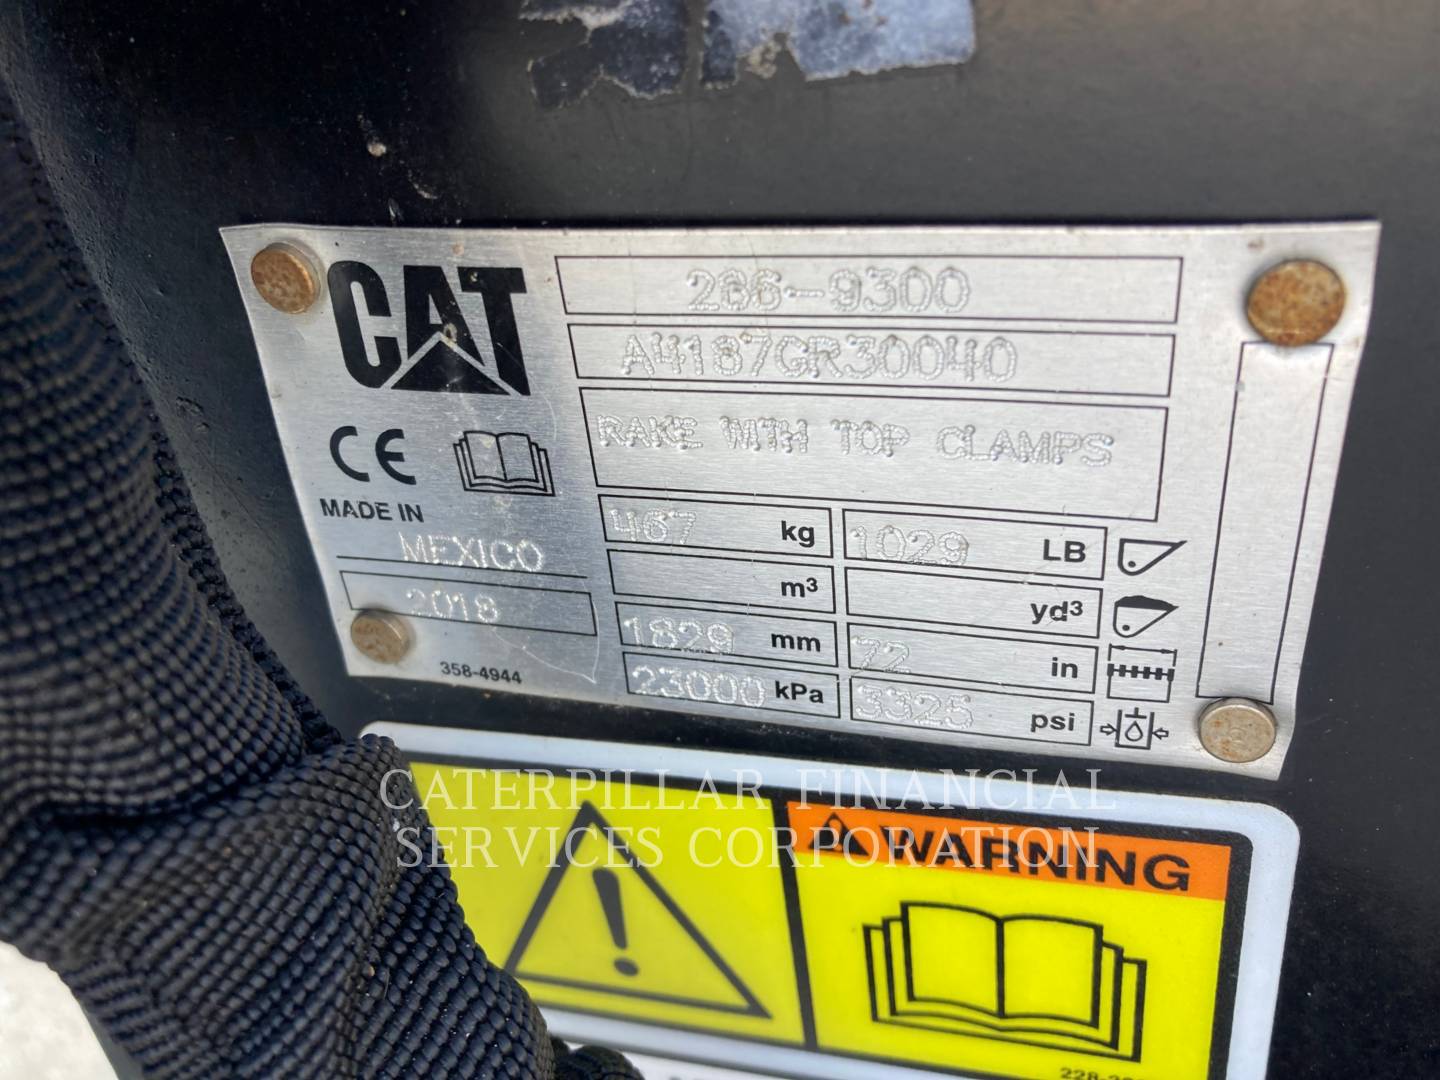 CAT
266-9300
A4187GR30040
RAKE WITH TOP CLAMPS
CE
MADE IN
MEXICO
2018
358-4944
467 kg 1029 LB
m³ yd³
1829 mm 72 in
23000 kPa 3325 psi
CATERPILLAR FINANCIAL
SERVICES CORPORATION
WARNING